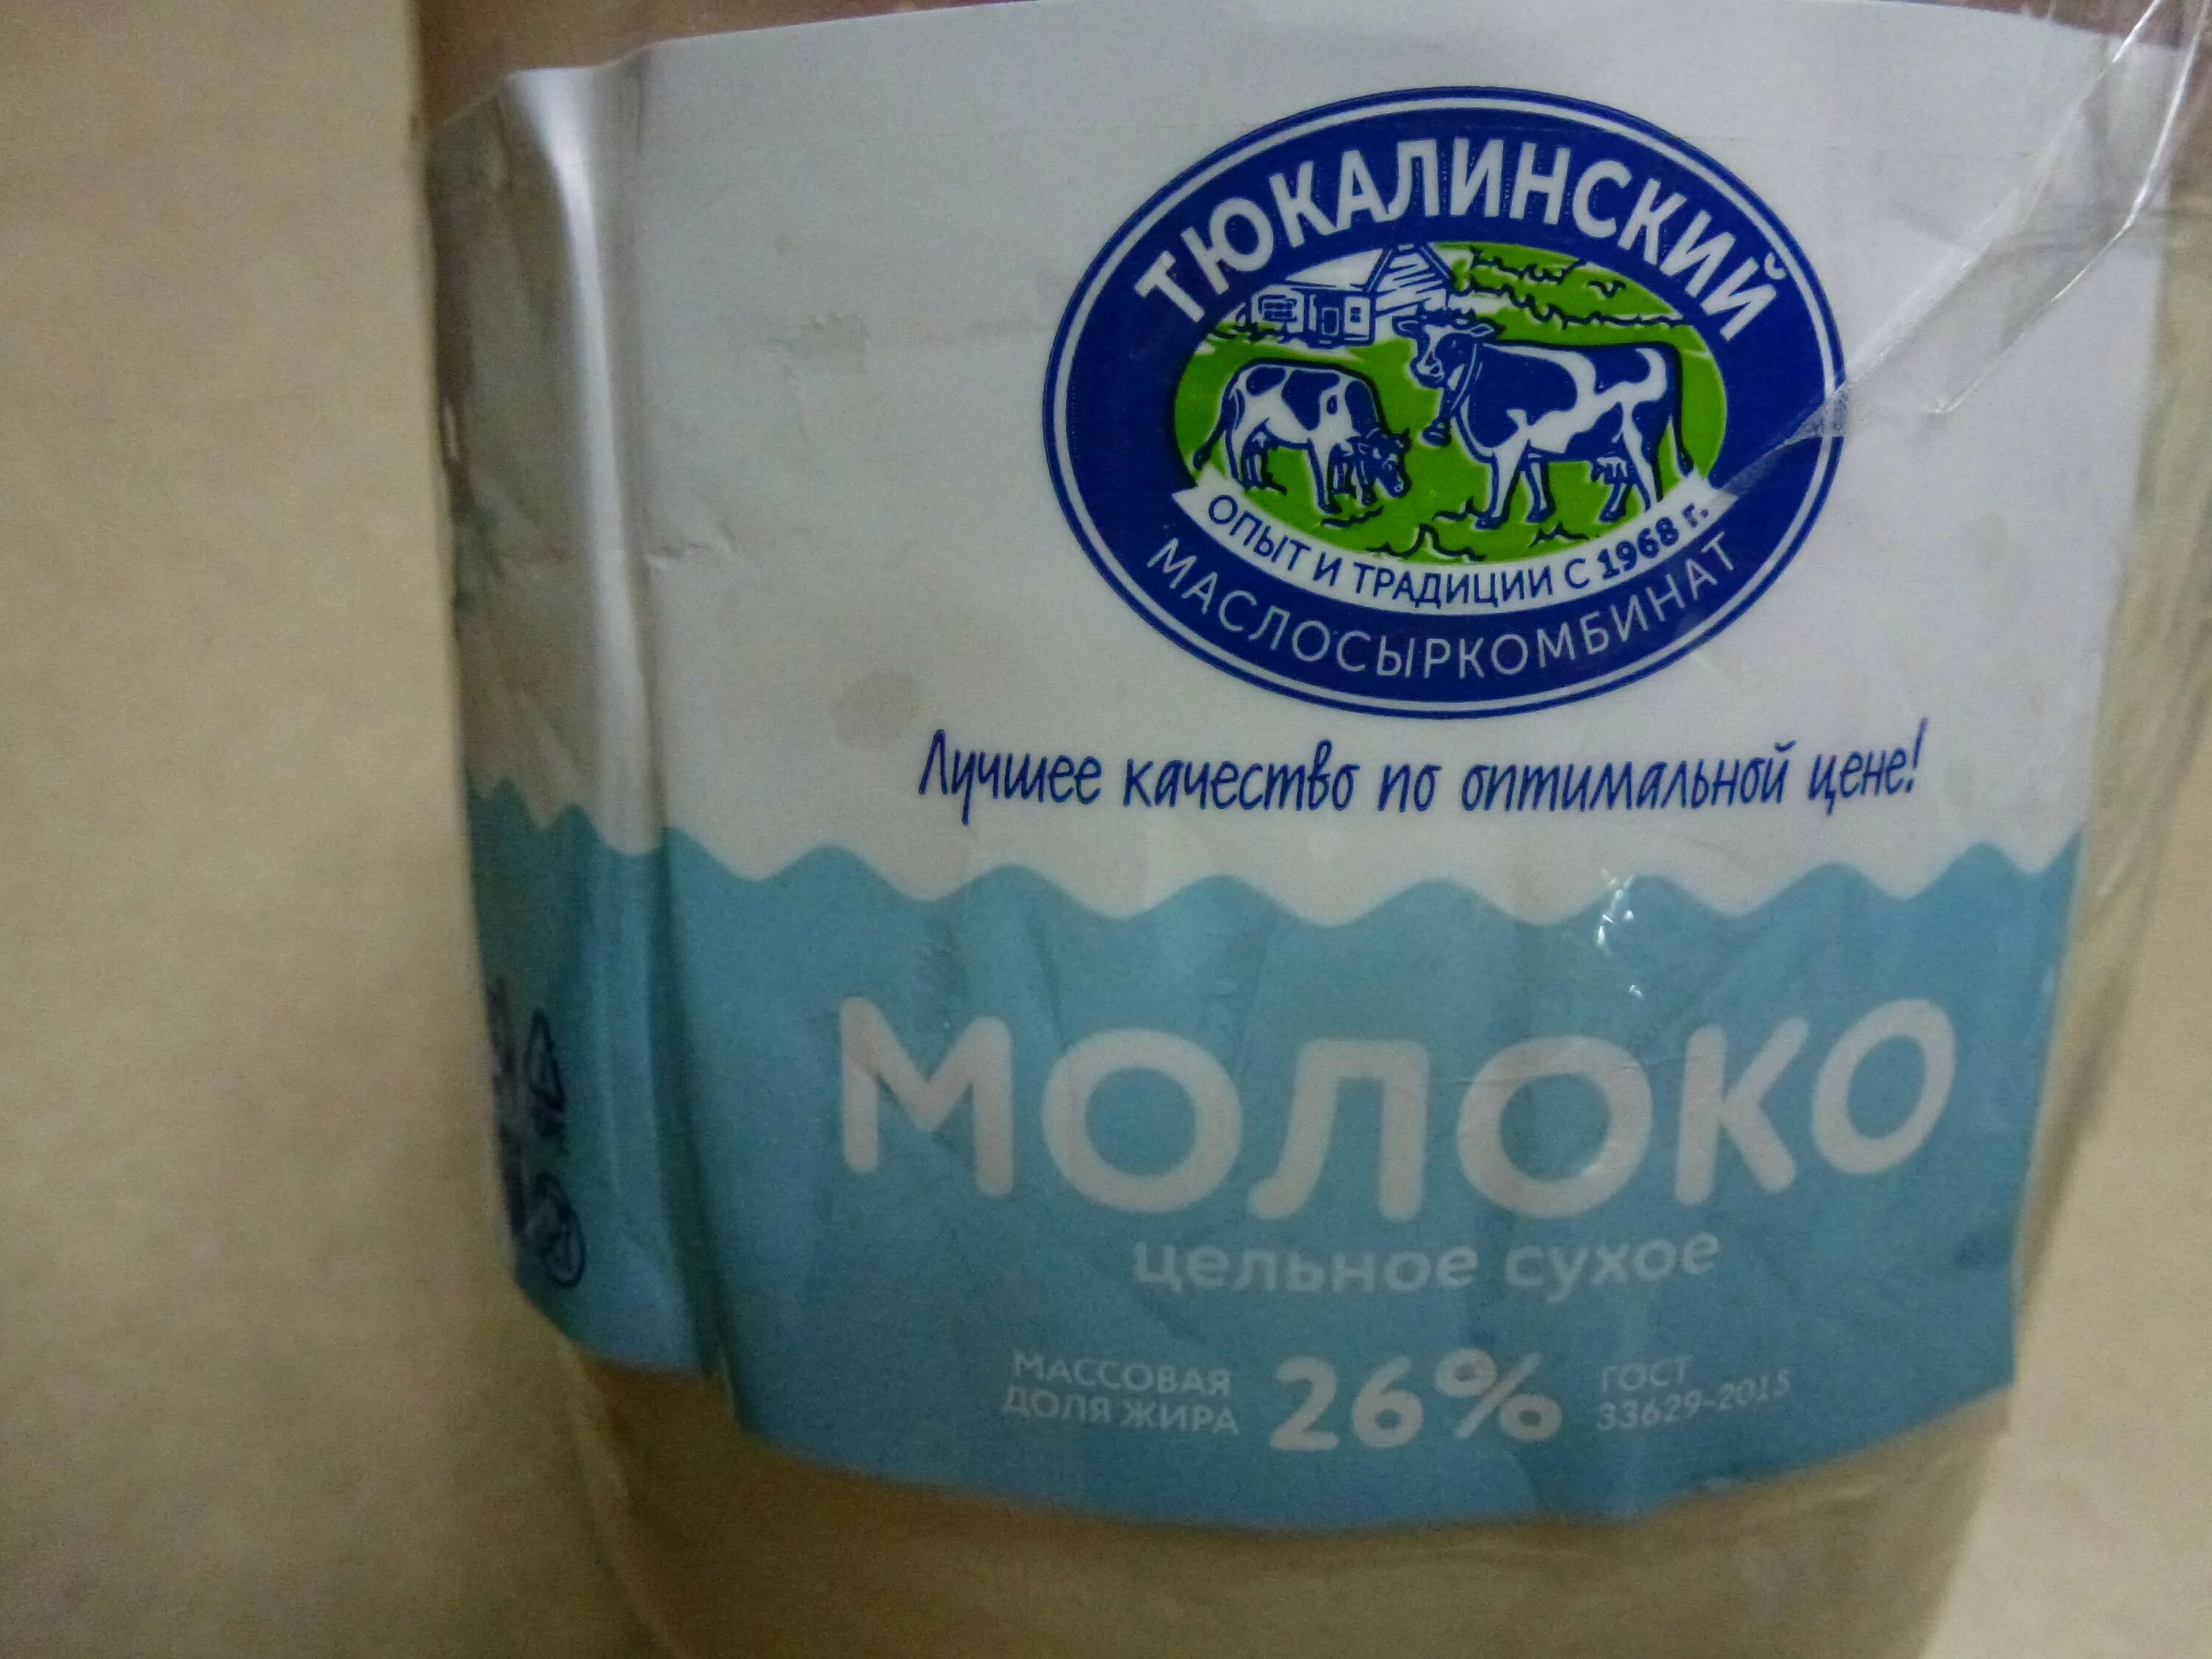 ТЮКАЛИНСКИЙ
ОПЫТ И ТРАДИЦИИ С 1968 г.
МАСЛОСЫРКОМБИНАТ
Лучшее качество по оптимальной цене!
МОЛОКО
цельное сухое
МАССОВАЯ
ДОЛЯ ЖИРА
26%
ГОСТ
33629-2015